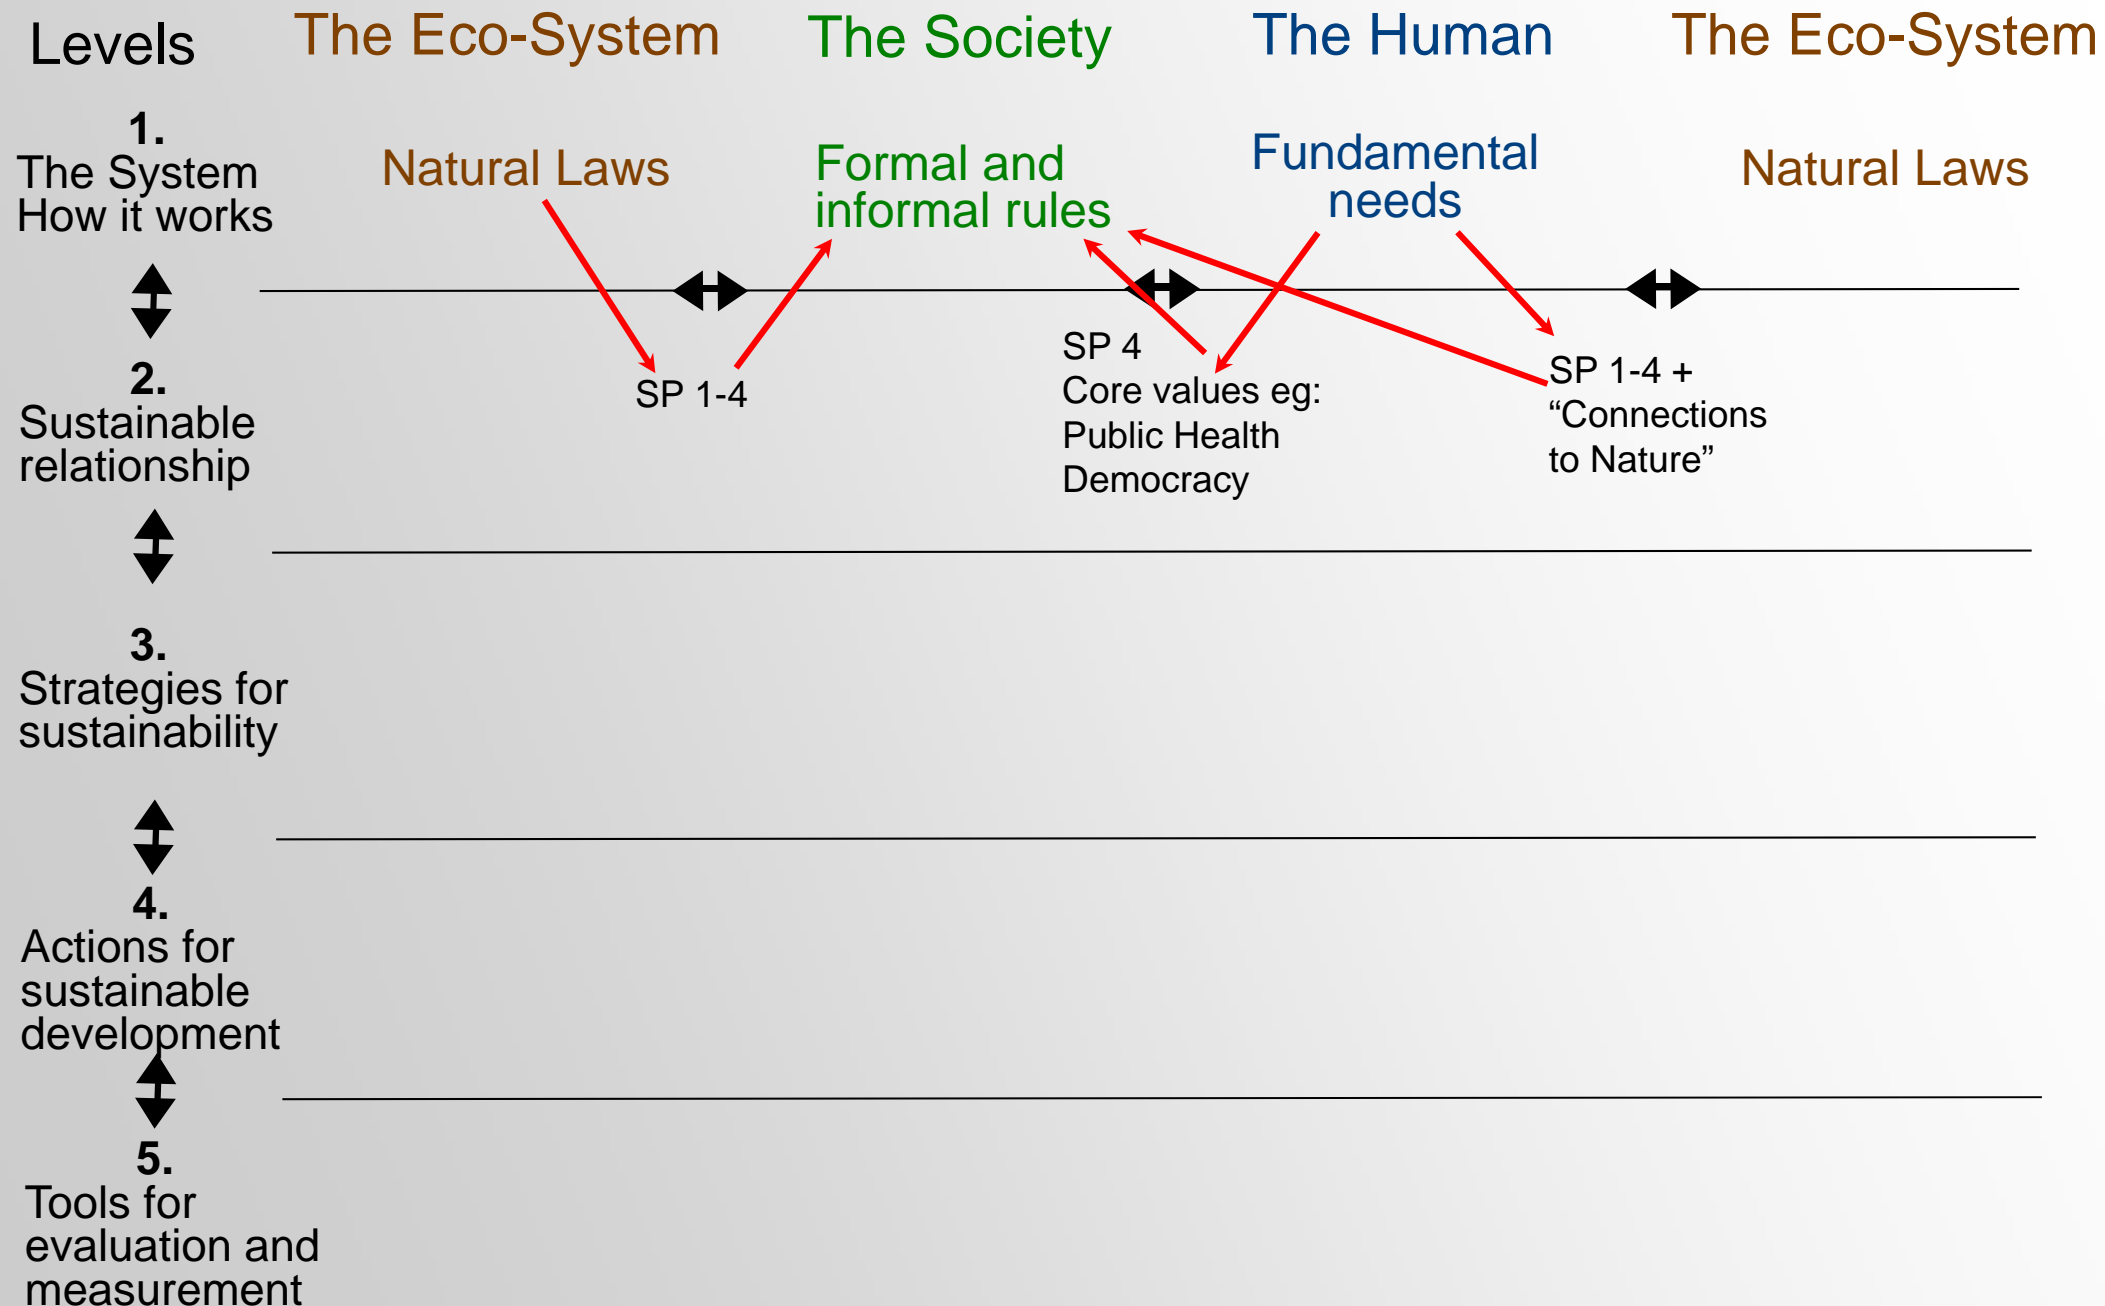 Levels
The Eco-System
The Society
The Human
The Eco-System
1.
The System
How it works
Natural Laws
Formal and
informal rules
Fundamental
needs
Natural Laws
2.
Sustainable
relationship
SP 1-4
SP 4
Core values eg:
Public Health
Democracy
SP 1-4 +
“Connections
to Nature”
3.
Strategies for
sustainability
4.
Actions for
sustainable
development
5.
Tools for
evaluation and
measurement